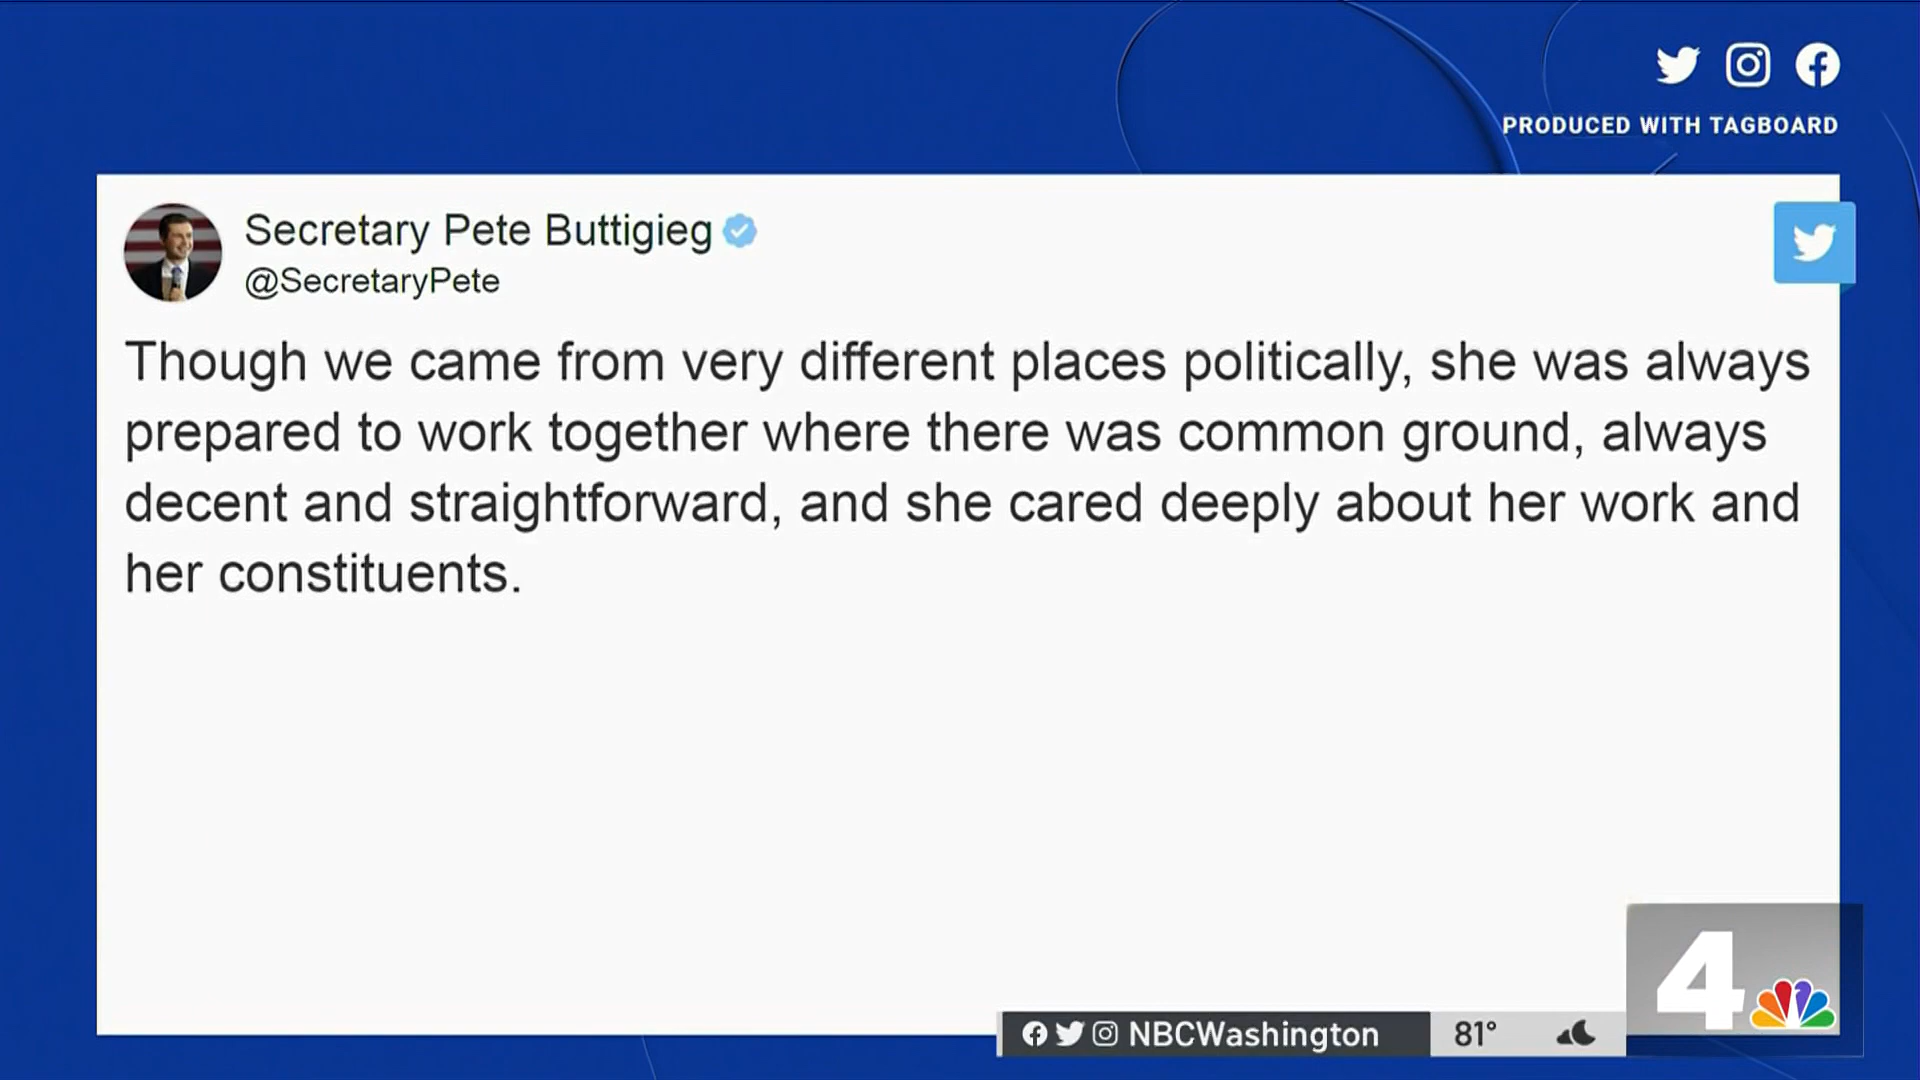 PRODUCED WITH TAGBOARD
Secretary Pete Buttigieg
@SecretaryPete
Though we came from very different places politically, she was always
prepared to work together where there was common ground, always
decent and straightforward, and she cared deeply about her work and
her constituents.
4
NBCWashington 81°